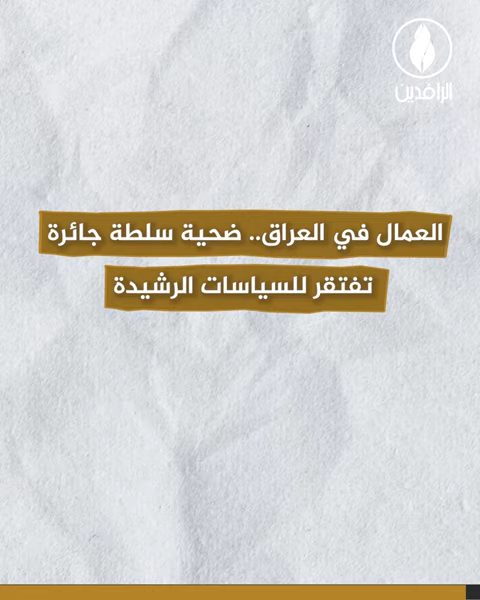 الرافدين
العمال في العراق.. ضحية سلطة جائرة
تفتقر للسياسات الرشيدة